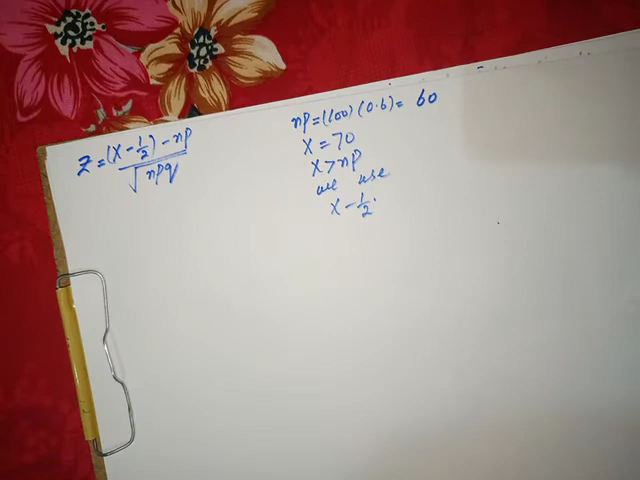 Z = (X - 1/2) - np / √npq
np = (100) (0.6) = 60
X = 70
X > np
we use
X - 1/2.